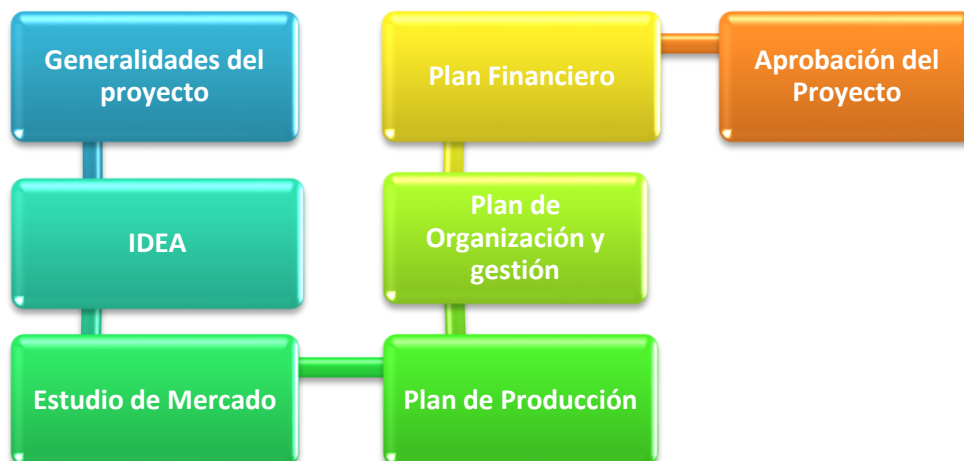 Generalidades del
proyecto
IDEA
Estudio de Mercado
Plan de Producción
Plan de
Organización y
gestión
Plan Financiero
Aprobación del
Proyecto